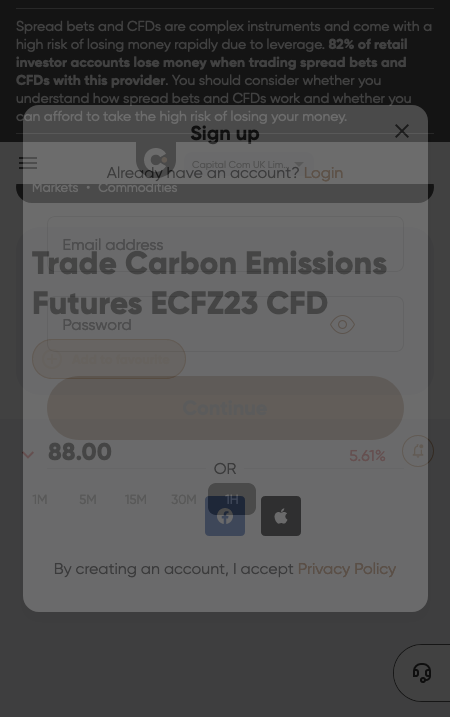 Spread bets and CFDs are complex instruments and come with a
high risk of losing money rapidly due to leverage. 82% of retail
investor accounts lose money when trading spread bets and
CFDs with this provider. You should consider whether you
understand how spread bets and CFDs work and whether you
can afford to take the high risk of losing your money.
Sign up
Capital Com UK Lim...
Already have an account? Login
Markets • Commodities
Email address
Trade Carbon Emissions
Futures ECFZ23 CFD
Password
Continue
88.00
5.61%
OR
1M 5M 15M 30M 1H
By creating an account, I accept Privacy Policy